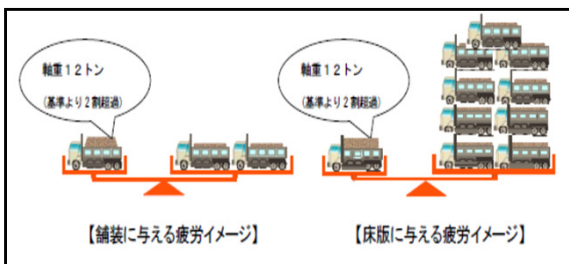 軸重12トン
(基準より2割超過)
軸重12トン
(基準より2割超過)
【舗装に与える疲労イメージ】
【床版に与える疲労イメージ】